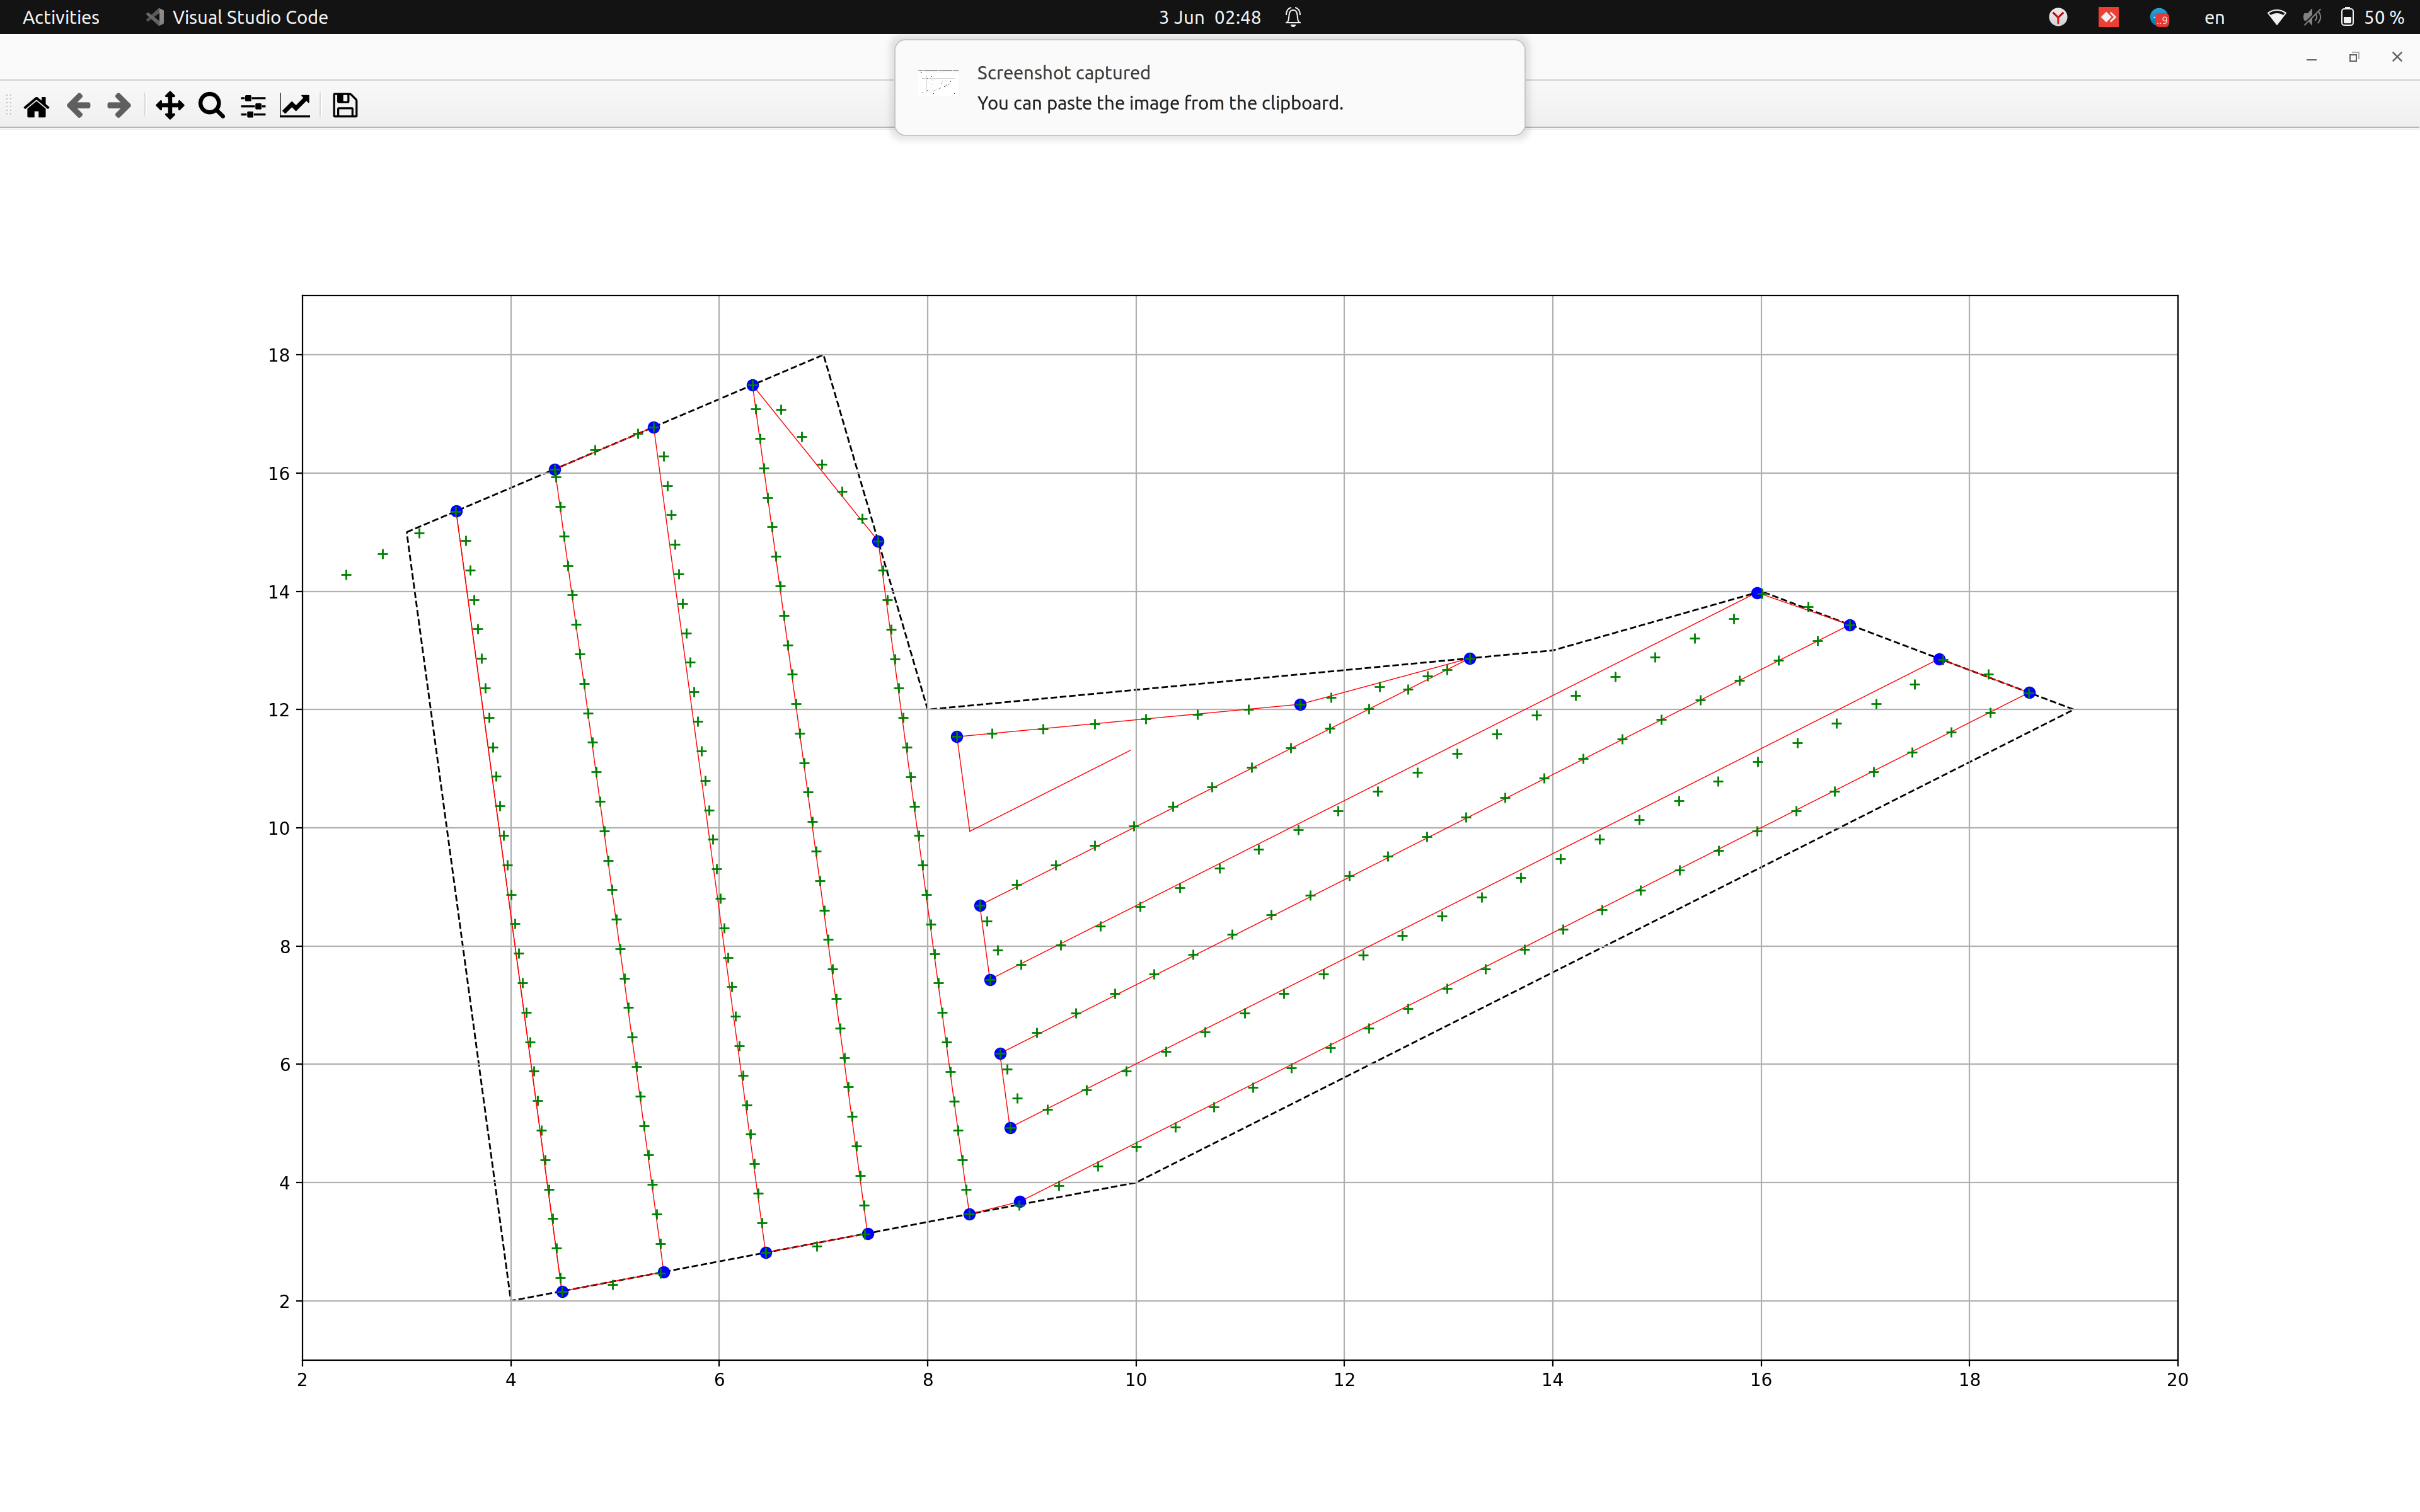 Activities Visual Studio Code 3 Jun 02:48 en 50 %
Screenshot captured
You can paste the image from the clipboard.
18
16
14
12
10
8
6
4
2
2 4 6 8 10 12 14 16 18 20